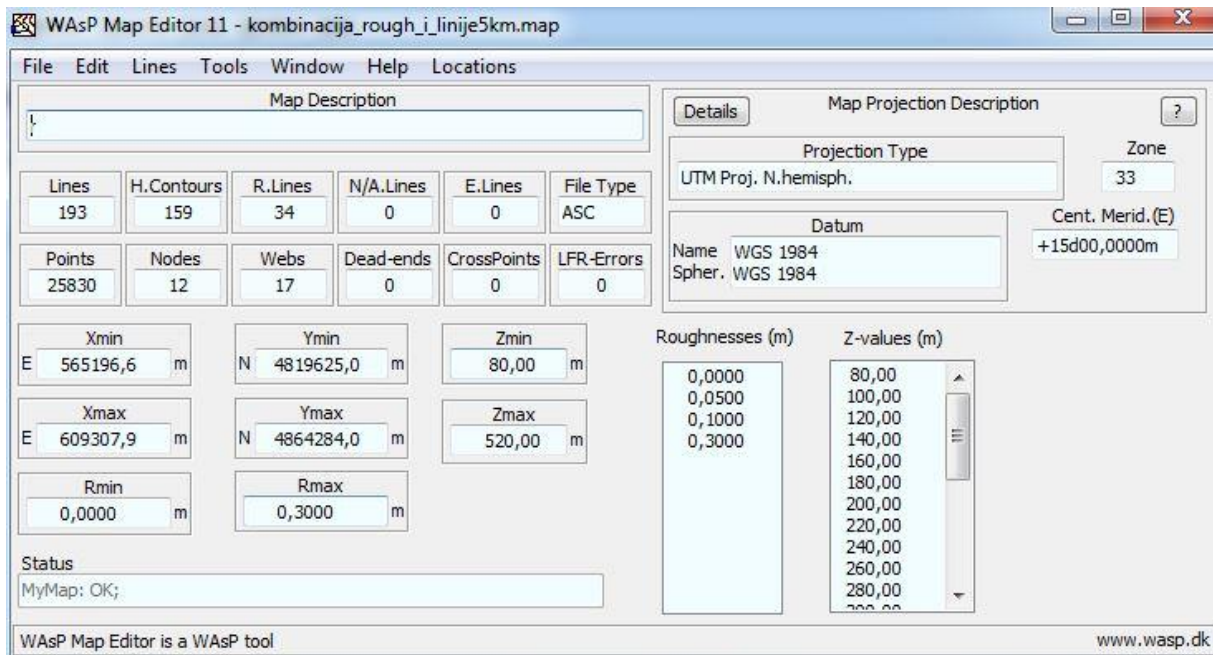 WAsP Map Editor 11 - kombinacija_rough_i_linije5km.map
File Edit Lines Tools Window Help Locations
Map Description
Details
Map Projection Description
?
Projection Type
UTM Proj. N.hemisph.
Zone
33
Datum
Name WGS 1984
Spher. WGS 1984
Cent. Merid.(E)
+15d00,0000m
Lines H.Contours R.Lines N/A.Lines E.Lines File Type
193 159 34 0 0 ASC
Points Nodes Webs Dead-ends CrossPoints LFR-Errors
25830 12 17 0 0 0
Xmin Ymin Zmin
E 565196,6 m N 4819625,0 m 80,00 m
Xmax Ymax Zmax
E 609307,9 m N 4864284,0 m 520,00 m
Rmin Rmax
0,0000 m 0,3000 m
Roughnesses (m)
0,0000
0,0500
0,1000
0,3000
Z-values (m)
80,00
100,00
120,00
140,00
160,00
180,00
200,00
220,00
240,00
260,00
280,00
Status
MyMap: OK;
WAsP Map Editor is a WAsP tool
www.wasp.dk